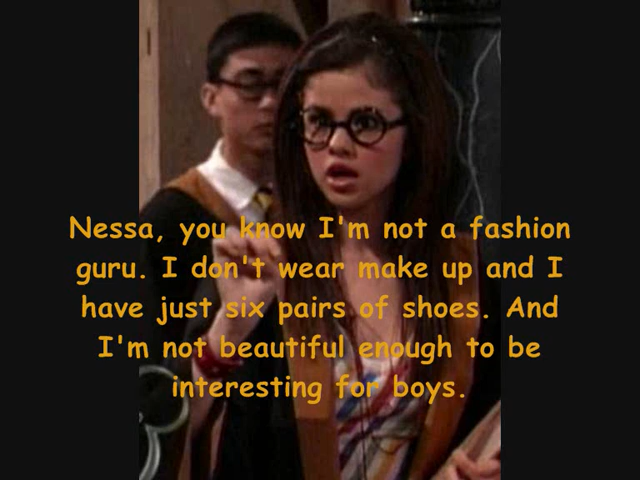 Nessa, you know I'm not a fashion
guru. I don't wear make up and I
have just six pairs of shoes. And
I'm not beautiful enough to be
interesting for boys.